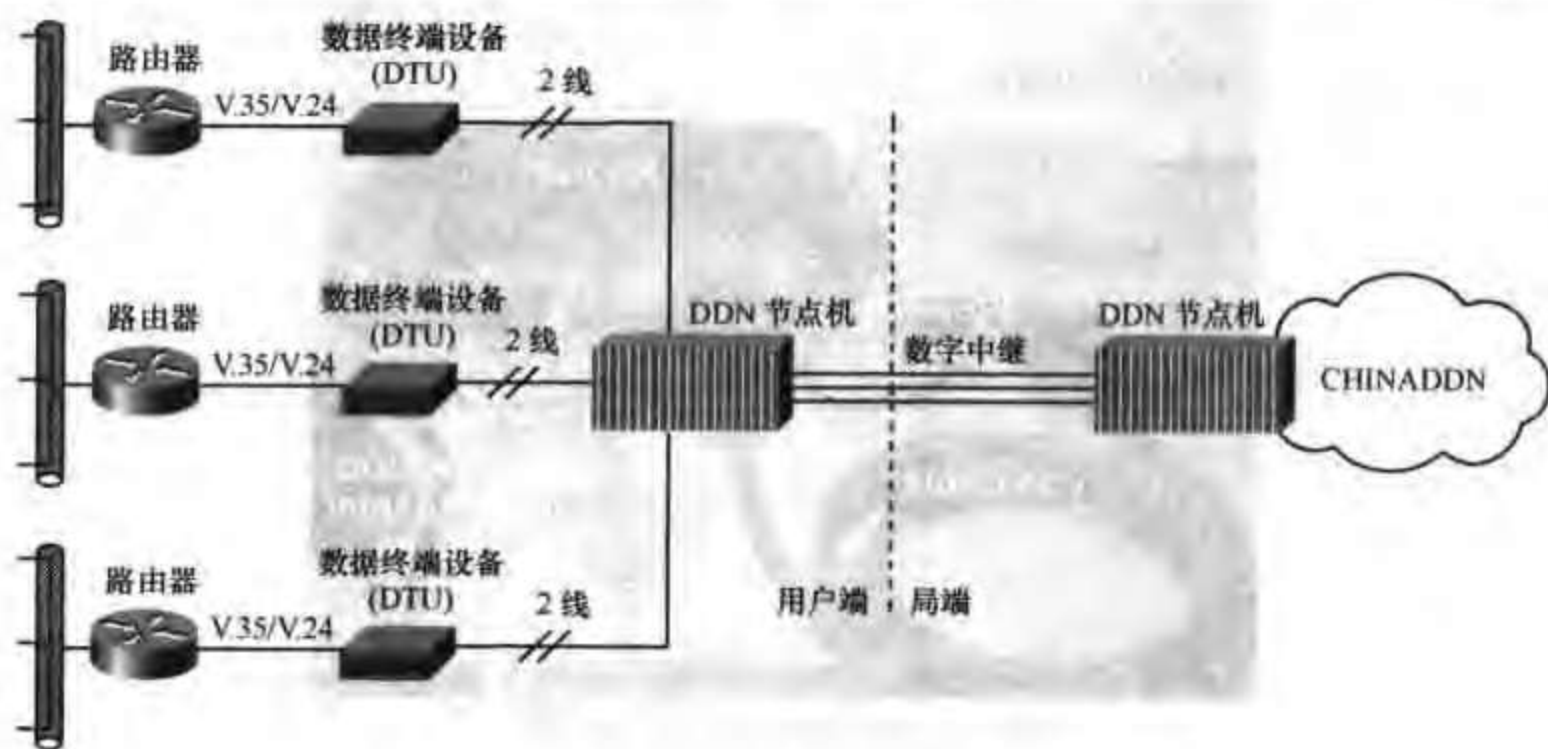 数据终端设备
(DTU)
路由器
V.35/V.24
2 线
数据终端设备
(DTU)
路由器
V.35/V.24
2 线
DDN 节点机
数字中继
DDN 节点机
CHINADDN
数据终端设备
(DTU)
路由器
V.35/V.24
2 线
用户端
局端